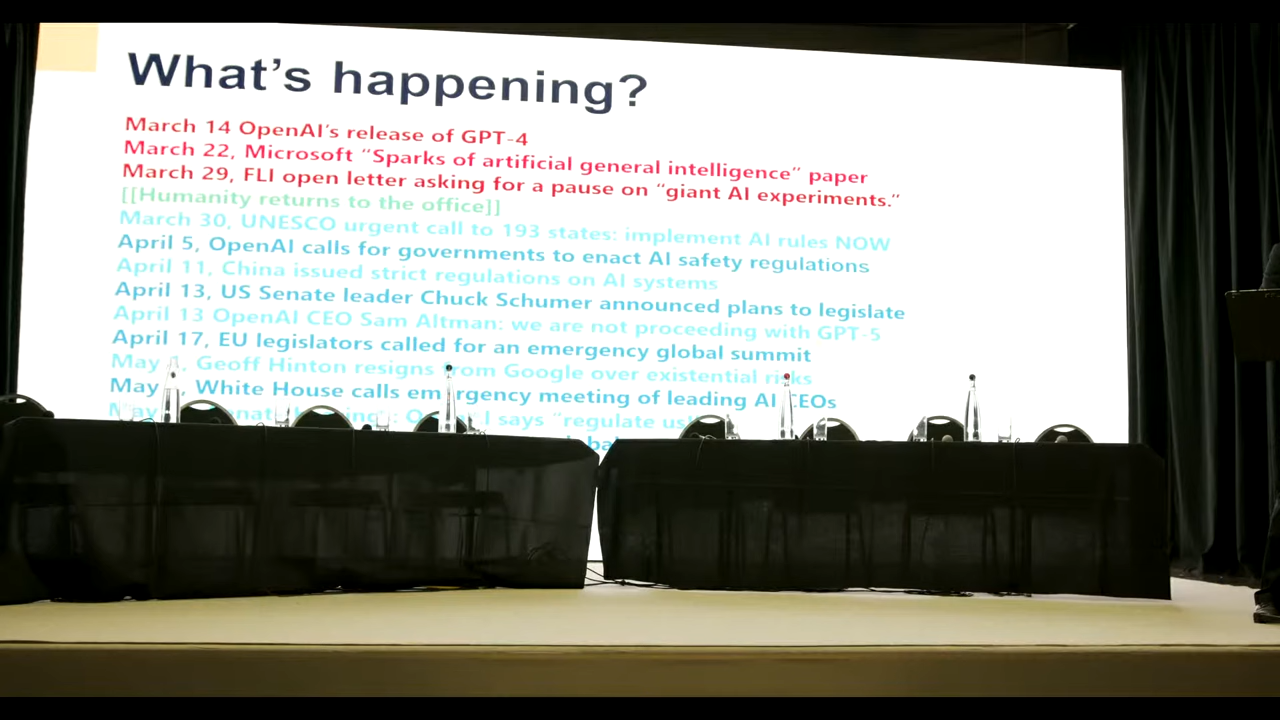 What's happening?
March 14 OpenAI's release of GPT-4
March 22, Microsoft "Sparks of artificial general intelligence" paper
March 29, FLI open letter asking for a pause on "giant AI experiments."
[[Humanity returns to the office]]
March 30, UNESCO urgent call to 193 states: implement AI rules NOW
April 5, OpenAI calls for governments to enact AI safety regulations
April 11, China issued strict regulations on AI systems
April 13, US Senate leader Chuck Schumer announced plans to legislate
April 13 OpenAI CEO Sam Altman: we are not proceeding with GPT-5
April 17, EU legislators called for an emergency global summit
May Geoff Hinton resigns from Google over existential risks
May White House calls emergency meeting of leading AI CEOs
May says "regulate us